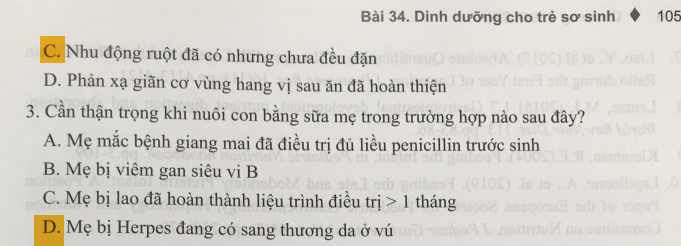 Bài 34. Dinh dưỡng cho trẻ sơ sinh ♦ 105
C. Nhu động ruột đã có nhưng chưa đều đặn
D. Phản xạ giãn cơ vùng hang vị sau ăn đã hoàn thiện
3. Cẩn thận trọng khi nuôi con bằng sữa mẹ trong trường hợp nào sau đây?
A. Mẹ mắc bệnh giang mai đã điều trị đủ liều penicillin trước sinh
B. Mẹ bị viêm gan siêu vi B
C. Mẹ bị lao đã hoàn thành liệu trình điều trị > 1 tháng
D. Mẹ bị Herpes đang có sang thương da ở vú